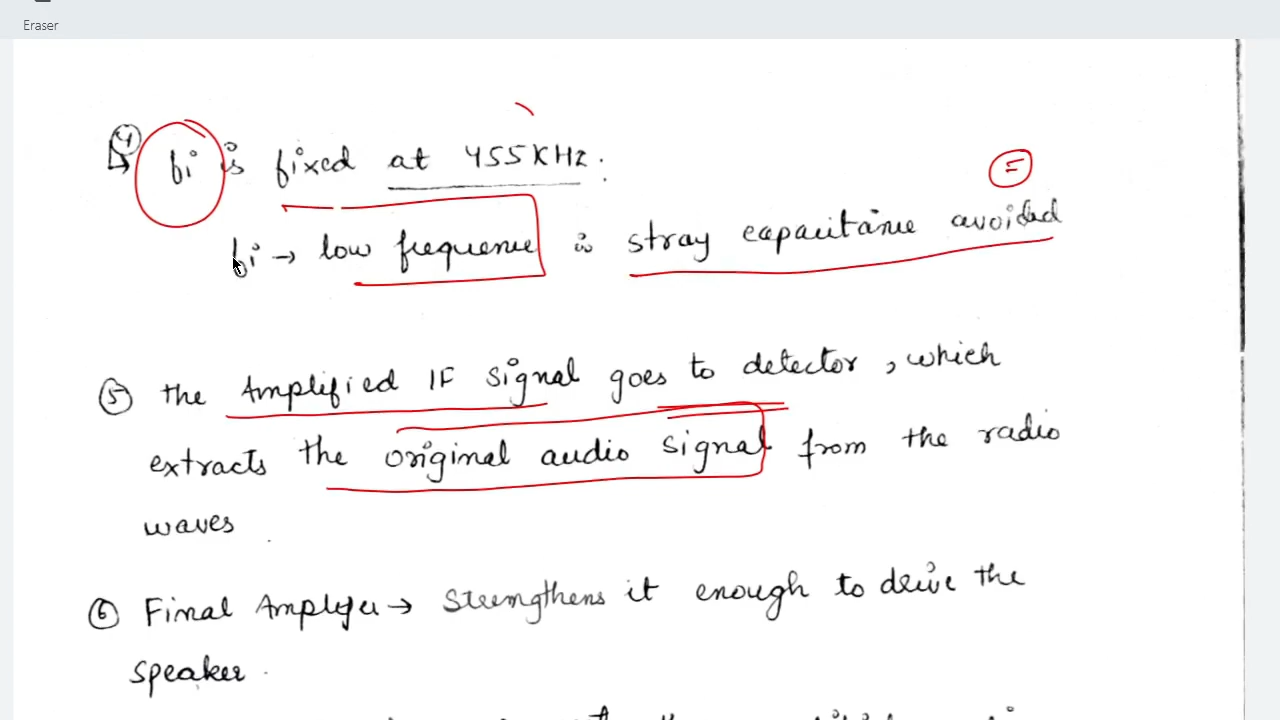 Eraser
4 fi is fixed at 455KHz.
fi → low frequence is stray capacitance avoided
5 the Amplified IF signal goes to detector, which
extracts the original audio signal from the radio
waves.
6 Final Amplifer → Strengthens it enough to drive the
speaker.